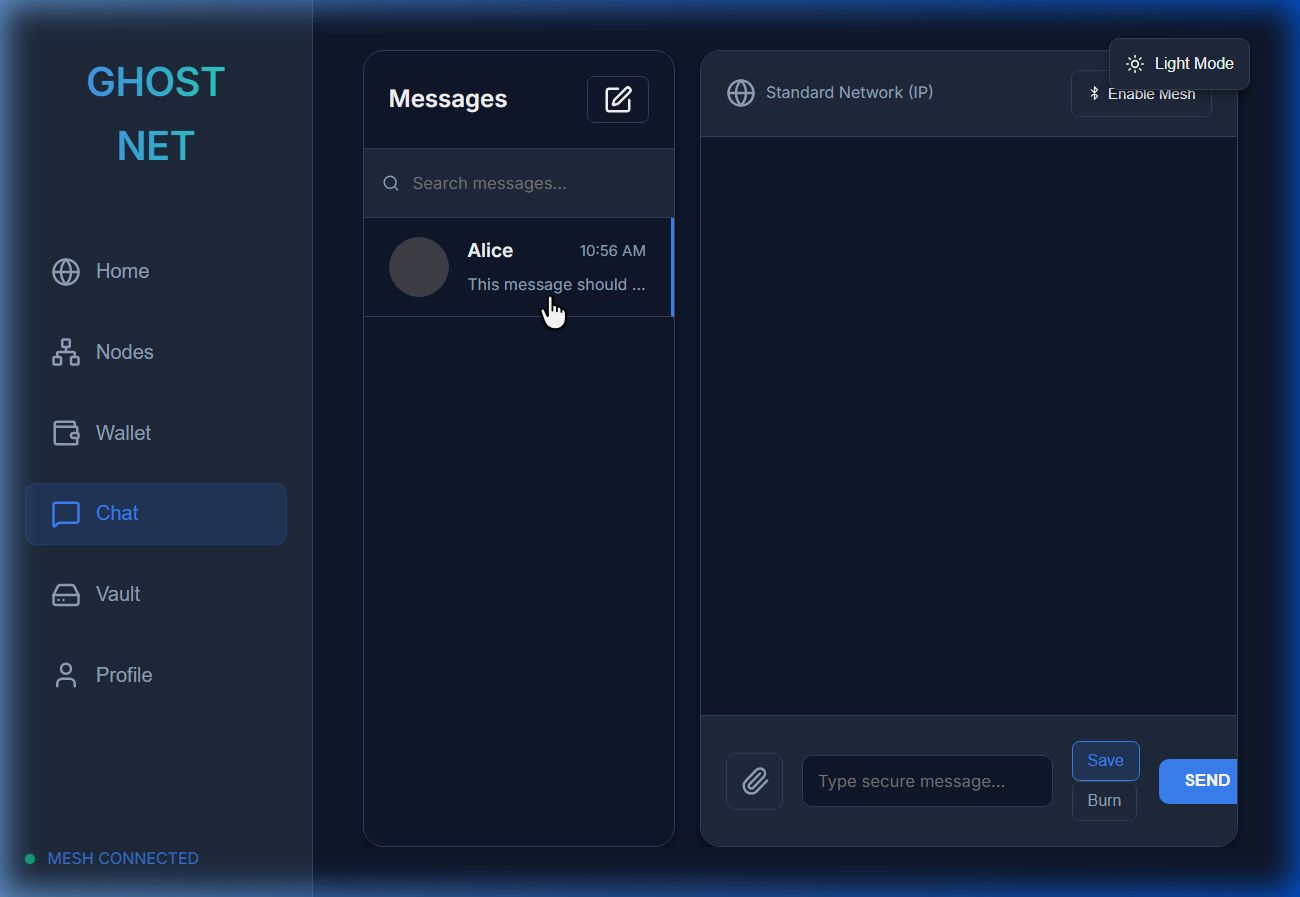 GHOST
NET
Home
Nodes
Wallet
Chat
Vault
Profile
MESH CONNECTED
Messages
Search messages...
Alice
10:56 AM
This message should ...
Light Mode
Standard Network (IP)
Enable Mesh
Type secure message...
Save
Burn
SEND